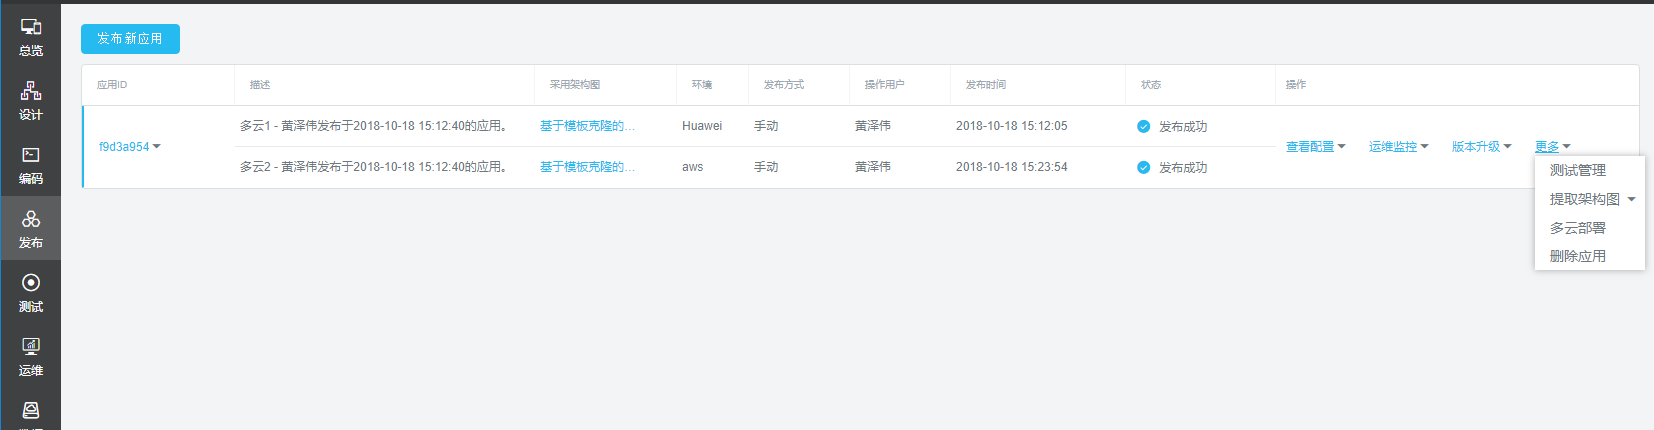 总览
设计
编码
发布
测试
运维
发布新应用
应用ID 描述 采用架构图 环境 发布方式 操作用户 发布时间 状态 操作
f9d3a954
多云1 - 黄泽伟发布于2018-10-18 15:12:40的应用。 基于模板克隆的... Huawei 手动 黄泽伟 2018-10-18 15:12:05 发布成功
多云2 - 黄泽伟发布于2018-10-18 15:12:40的应用。 基于模板克隆的... aws 手动 黄泽伟 2018-10-18 15:23:54 发布成功
查看配置 运维监控 版本升级 更多
测试管理
提取架构图
多云部署
删除应用